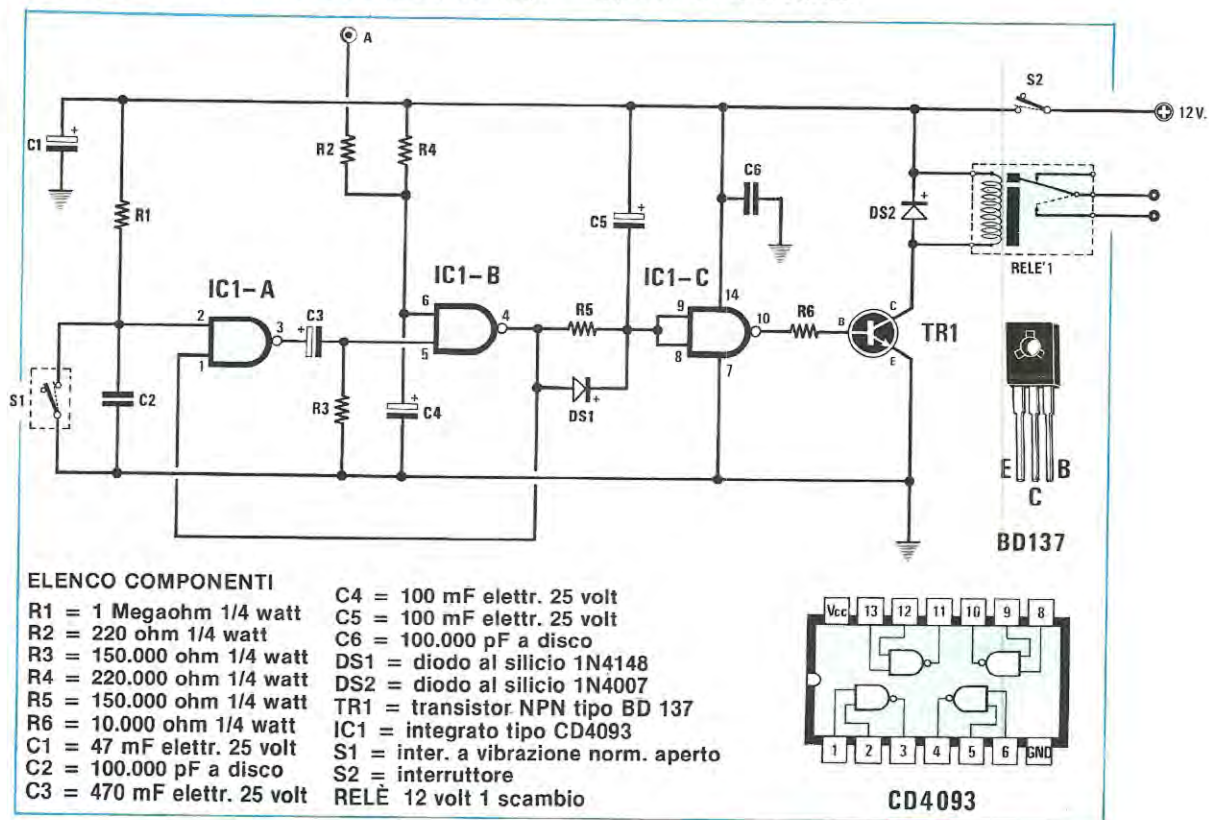 A
S2
12 V.
C1
R2
R4
C6
R1
C5
DS2
RELE'1
IC1-A
IC1-B
IC1-C
C3
R5
R6
TR1
2
3
1
6
4
5
9
14
8
10
7
B
C
E
S1
C2
R3
C4
DS1
E
B
C
BD137
ELENCO COMPONENTI
R1 = 1 Megaohm 1/4 watt
R2 = 220 ohm 1/4 watt
R3 = 150.000 ohm 1/4 watt
R4 = 220.000 ohm 1/4 watt
R5 = 150.000 ohm 1/4 watt
R6 = 10.000 ohm 1/4 watt
C1 = 47 mF elettr. 25 volt
C2 = 100.000 pF a disco
C3 = 470 mF elettr. 25 volt
C4 = 100 mF elettr. 25 volt
C5 = 100 mF elettr. 25 volt
C6 = 100.000 pF a disco
DS1 = diodo al silicio 1N4148
DS2 = diodo al silicio 1N4007
TR1 = transistor NPN tipo BD 137
IC1 = integrato tipo CD4093
S1 = inter. a vibrazione norm. aperto
S2 = interruttore
RELÈ 12 volt 1 scambio
Vcc 13 12 11 10 9 8
1 2 3 4 5 6 GND
CD4093